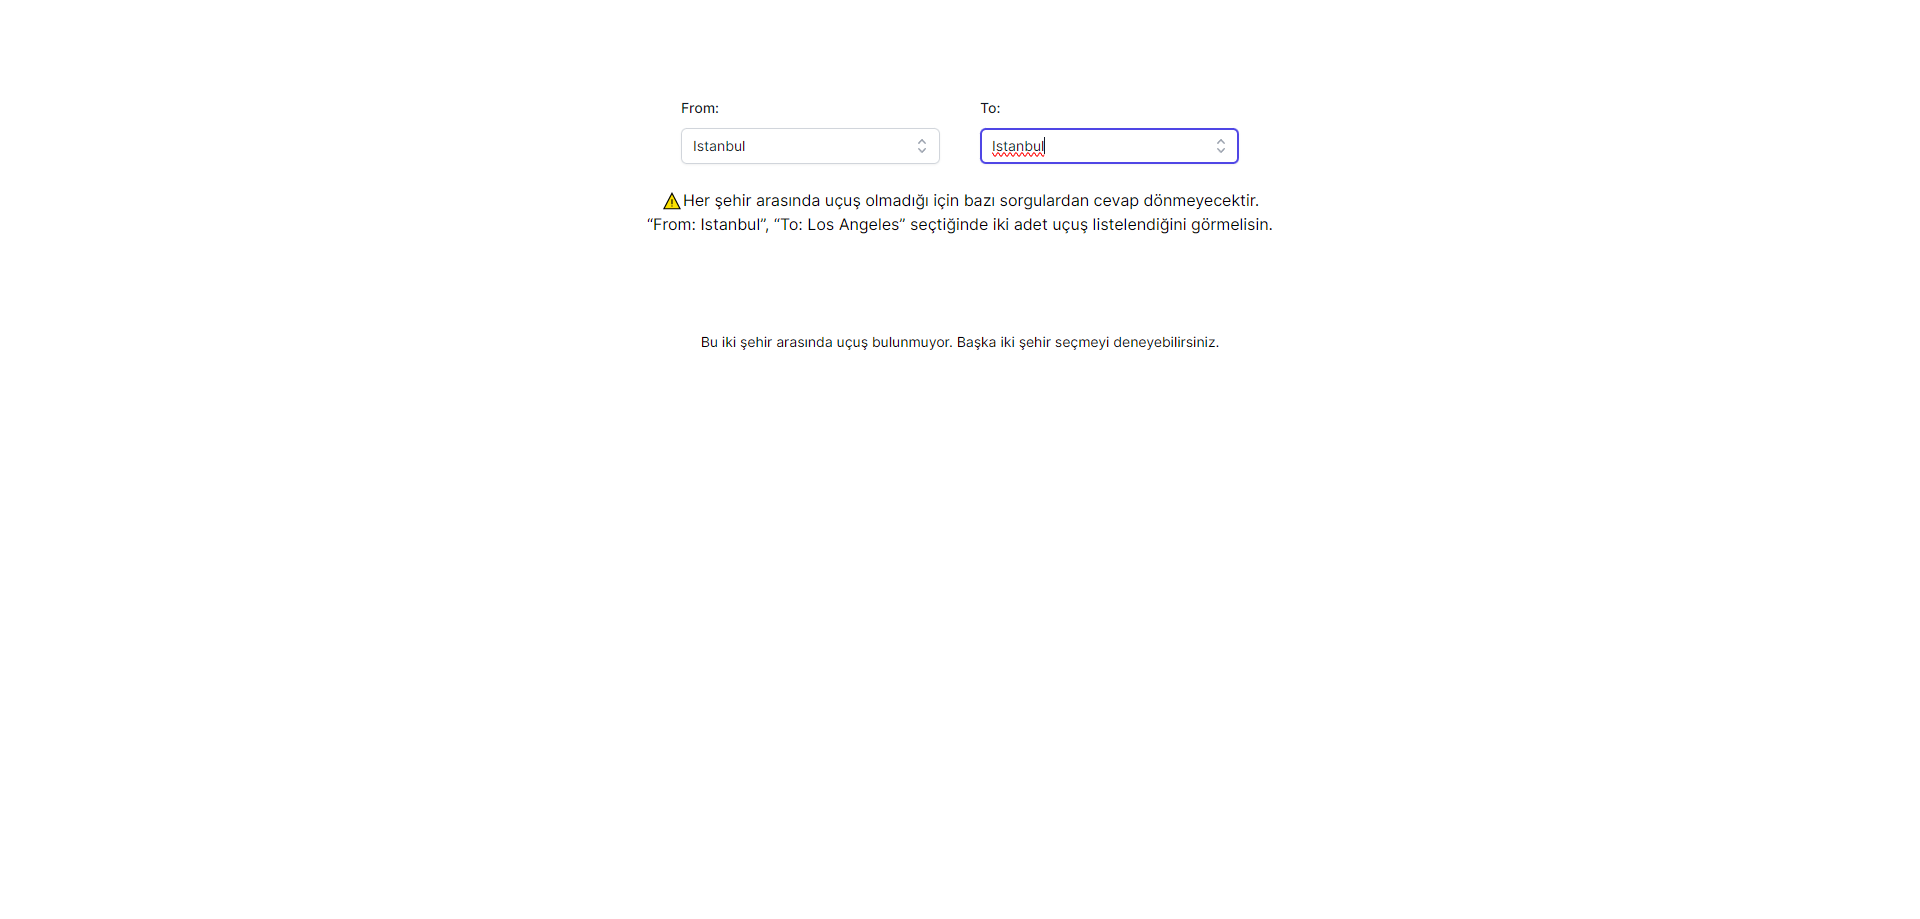 From:
To:
Istanbul
Istanbul
⚠️Her şehir arasında uçuş olmadığı için bazı sorgulardan cevap dönmeyecektir.
“From: Istanbul”, “To: Los Angeles” seçtiğinde iki adet uçuş listelendiğini görmelisin.
Bu iki şehir arasında uçuş bulunmuyor. Başka iki şehir seçmeyi deneyebilirsiniz.